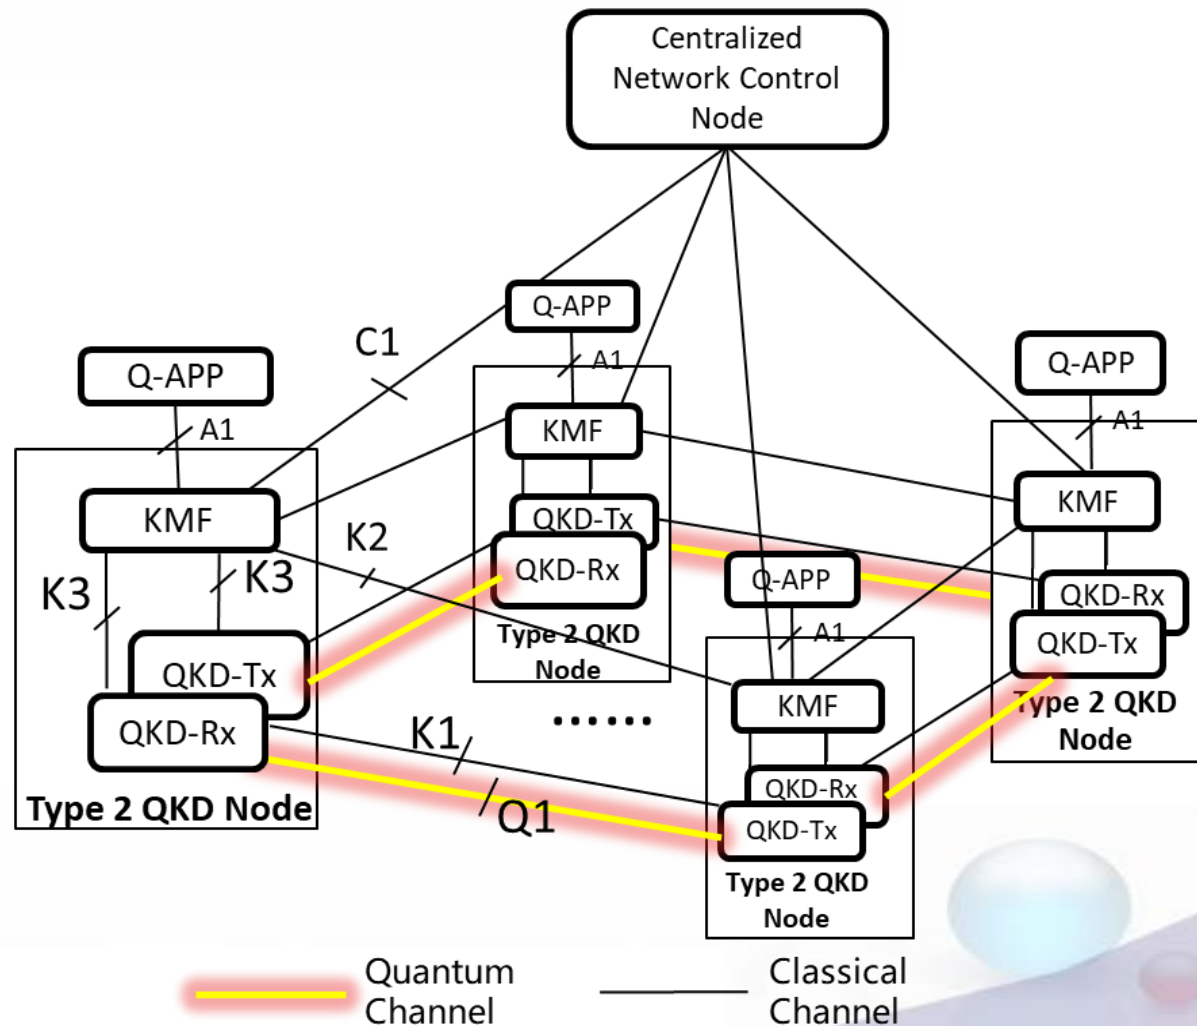 Centralized
Network Control
Node
Q-APP
C1
A1
Q-APP
Q-APP
A1
KMF
A1
KMF
KMF
K2
QKD-Tx
K3
K3
QKD-Rx
Q-APP
QKD-Rx
Type 2 QKD
Node
A1
QKD-Tx
QKD-Tx
QKD-Rx
KMF
Type 2 QKD
Node
......
K1
QKD-Rx
Q1
QKD-Tx
Type 2 QKD Node
Type 2 QKD
Node
Quantum
Channel
Classical
Channel